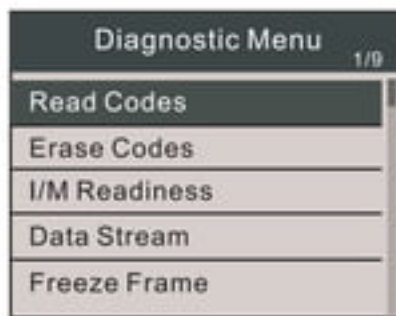 Diagnostic Menu
1/9
Read Codes
Erase Codes
I/M Readiness
Data Stream
Freeze Frame